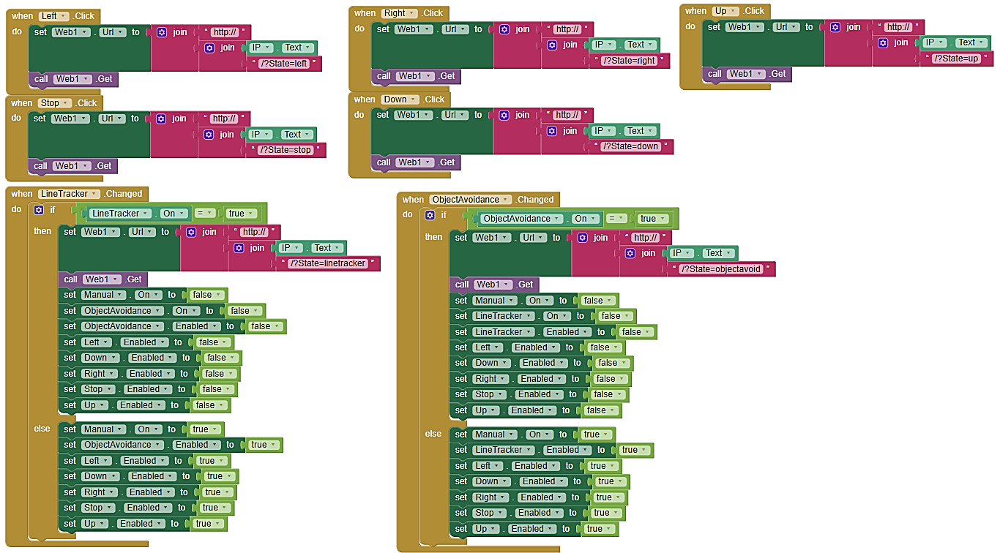 when Left .Click
do set Web1 . Url to join " http:// "
join IP . Text
" /?State=left "
call Web1 .Get
when Right .Click
do set Web1 . Url to join " http:// "
join IP . Text
" /?State=right "
call Web1 .Get
when Up .Click
do set Web1 . Url to join " http:// "
join IP . Text
" /?State=up "
call Web1 .Get
when Stop .Click
do set Web1 . Url to join " http:// "
join IP . Text
" /?State=stop "
call Web1 .Get
when Down .Click
do set Web1 . Url to join " http:// "
join IP . Text
" /?State=down "
call Web1 .Get
when LineTracker .Changed
do if LineTracker . On = true
then set Web1 . Url to join " http:// "
join IP . Text
" /?State=linetracker "
call Web1 .Get
set Manual . On to false
set ObjectAvoidance . On to false
set ObjectAvoidance . Enabled to false
set Left . Enabled to false
set Down . Enabled to false
set Right . Enabled to false
set Stop . Enabled to false
set Up . Enabled to false
else set Manual . On to true
set ObjectAvoidance . Enabled to true
set Left . Enabled to true
set Down . Enabled to true
set Right . Enabled to true
set Stop . Enabled to true
set Up . Enabled to true
when ObjectAvoidance .Changed
do if ObjectAvoidance . On = true
then set Web1 . Url to join " http:// "
join IP . Text
" /?State=objectavoid "
call Web1 .Get
set Manual . On to false
set LineTracker . On to false
set LineTracker . Enabled to false
set Left . Enabled to false
set Down . Enabled to false
set Right . Enabled to false
set Stop . Enabled to false
set Up . Enabled to false
else set Manual . On to true
set LineTracker . Enabled to true
set Left . Enabled to true
set Down . Enabled to true
set Right . Enabled to true
set Stop . Enabled to true
set Up . Enabled to true